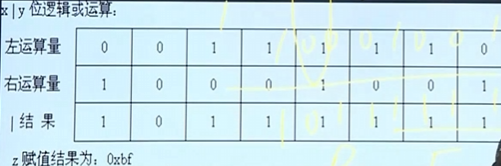 x | y 位逻辑或运算:
左运算量 0 0 1 1 1 1 1 0
右运算量 1 0 0 0 1 0 0 1
| 结 果 1 0 1 1 1 1 1 1
z 赋值结果为: 0xbf